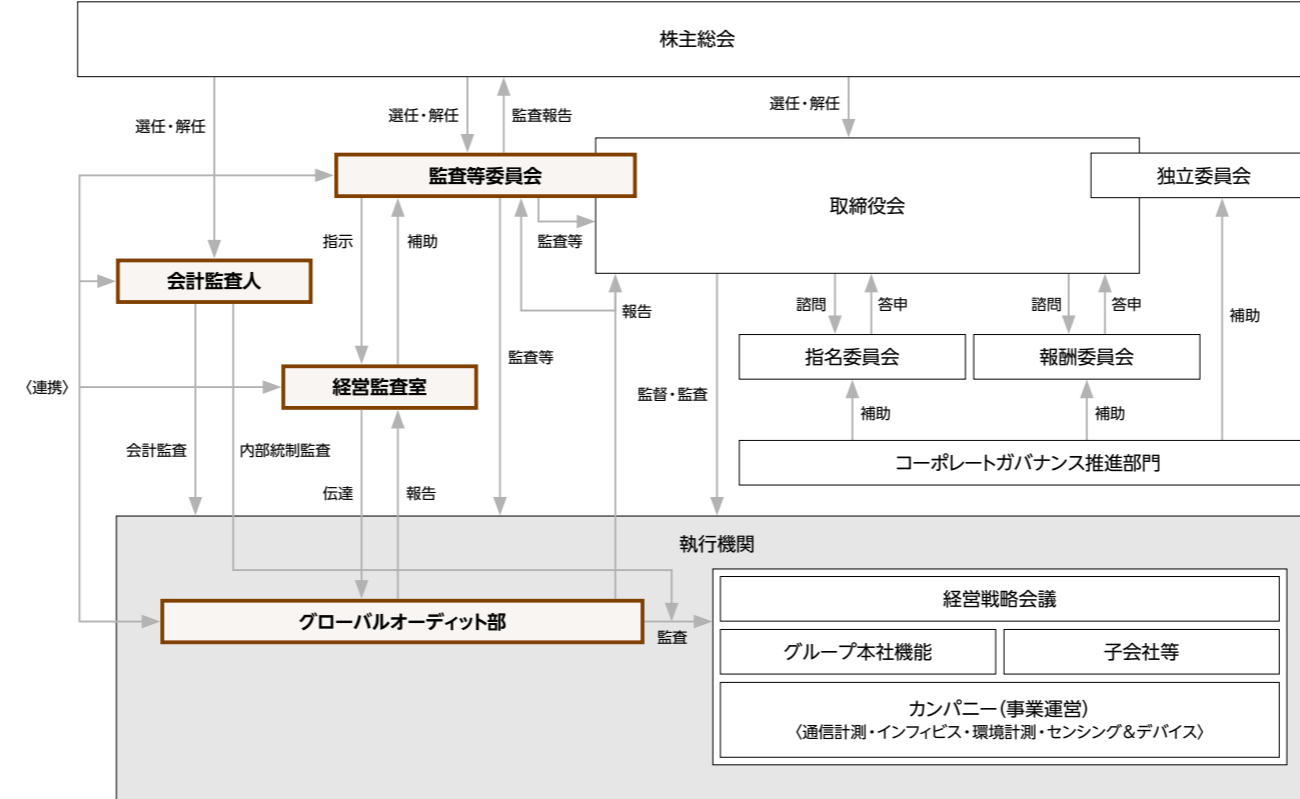 株主総会
選任・解任
選任・解任
監査報告
選任・解任
監査等委員会
取締役会
独立委員会
指示
補助
監査等
会計監査人
報告
諮問
答申
諮問
答申
補助
監査等
指名委員会
報酬委員会
〈連携〉
経営監査室
監督・監査
補助
補助
会計監査
内部統制監査
コーポレートガバナンス推進部門
伝達
報告
執行機関
グローバルオーディット部
監査
経営戦略会議
グループ本社機能
子会社等
カンパニー(事業運営)
〈通信計測・インフィビス・環境計測・センシング&デバイス〉